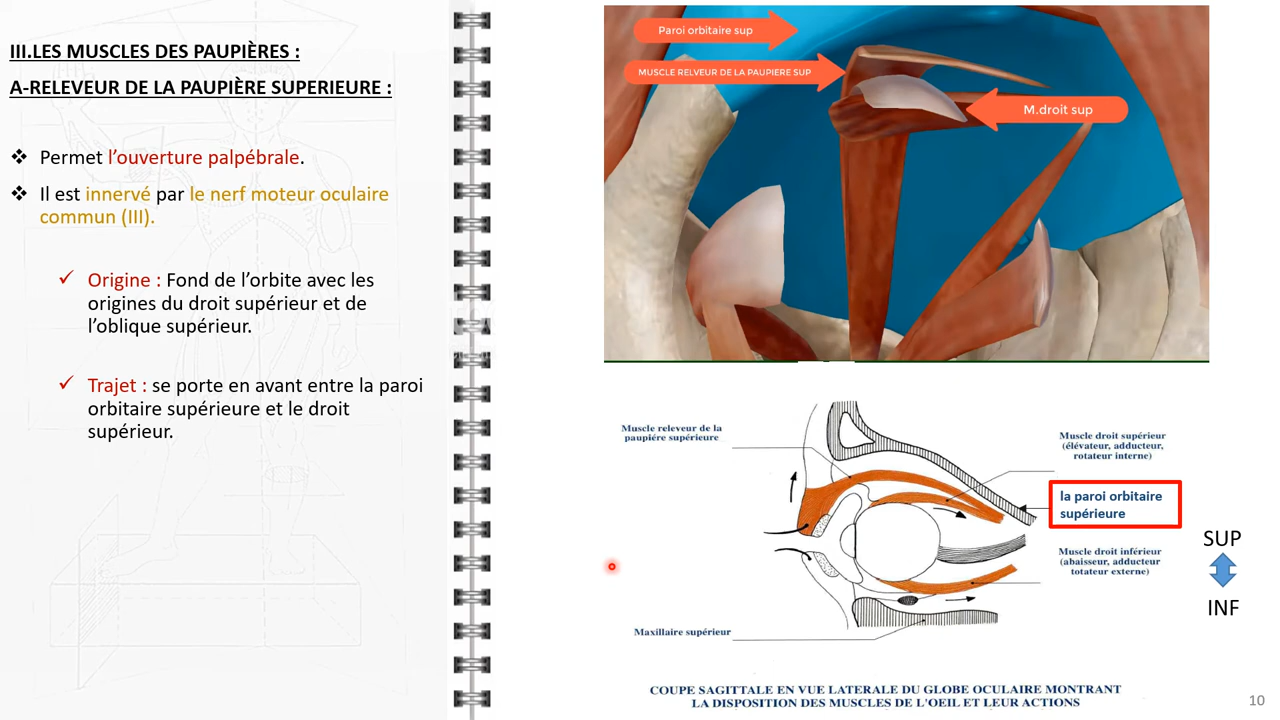 III.LES MUSCLES DES PAUPIÈRES :
A-RELEVEUR DE LA PAUPIÈRE SUPERIEURE :
❖ Permet l'ouverture palpébrale.
❖ Il est innervé par le nerf moteur oculaire
commun (III).
✓ Origine : Fond de l'orbite avec les
origines du droit supérieur et de
l'oblique supérieur.
✓ Trajet : se porte en avant entre la paroi
orbitaire supérieure et le droit
supérieur.
Paroi orbitaire sup
MUSCLE RELVEUR DE LA PAUPIERE SUP
M.droit sup
Muscle releveur de la
paupiére supérieure
Muscle droit supérieur
(élévateur, adducteur,
rotateur interne)
la paroi orbitaire
supérieure
Muscle droit inférieur
(abaisseur, adducteur
totateur externe)
Maxillaire supérieur
SUP
INF
COUPE SAGITTALE EN VUE LATERALE DU GLOBE OCULAIRE MONTRANT
LA DISPOSITION DES MUSCLES DE L'OEIL ET LEUR ACTIONS
10